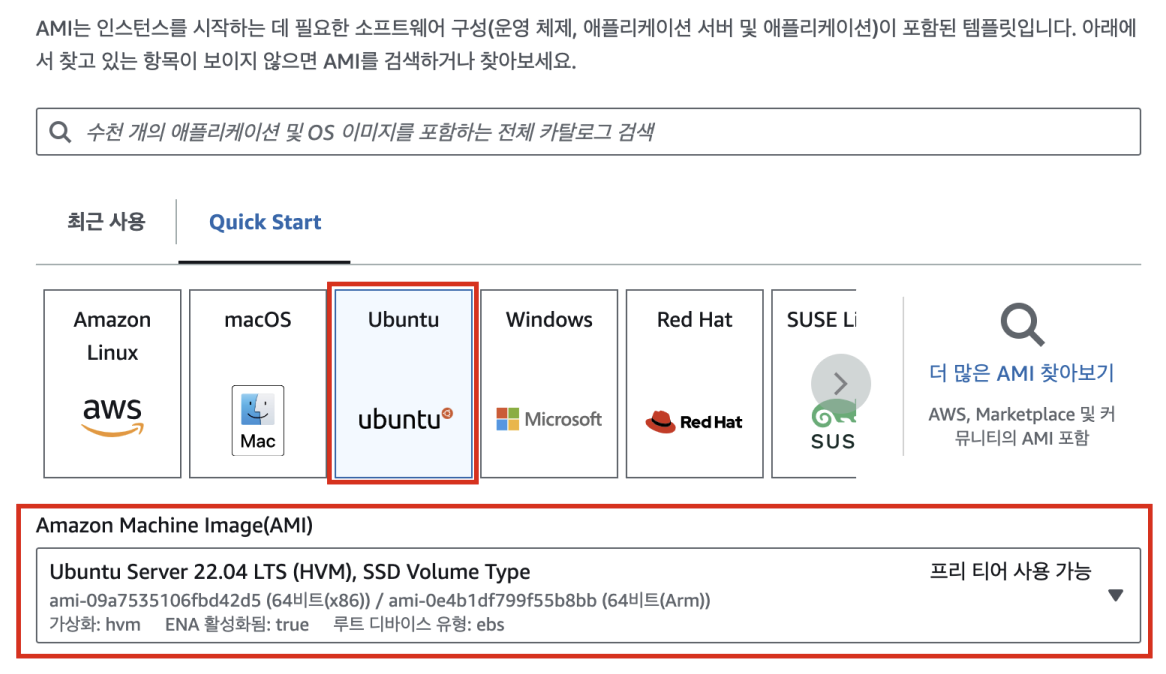 AMI는 인스턴스를 시작하는 데 필요한 소프트웨어 구성(운영 체제, 애플리케이션 서버 및 애플리케이션)이 포함된 템플릿입니다. 아래에
서 찾고 있는 항목이 보이지 않으면 AMI를 검색하거나 찾아보세요.
수천 개의 애플리케이션 및 OS 이미지를 포함하는 전체 카탈로그 검색
최근 사용
Quick Start
Amazon
Linux
aws
macOS
Mac
Ubuntu
ubuntu
Windows
Microsoft
Red Hat
Red Hat
SUSE Li
SUS
더 많은 AMI 찾아보기
AWS, Marketplace 및 커
뮤니티의 AMI 포함
Amazon Machine Image(AMI)
Ubuntu Server 22.04 LTS (HVM), SSD Volume Type
프리 티어 사용 가능
ami-09a7535106fbd42d5 (64비트(x86)) / ami-0e4b1df799f55b8bb (64비트(Arm))
가상화: hvm ENA 활성화됨: true 루트 디바이스 유형: ebs